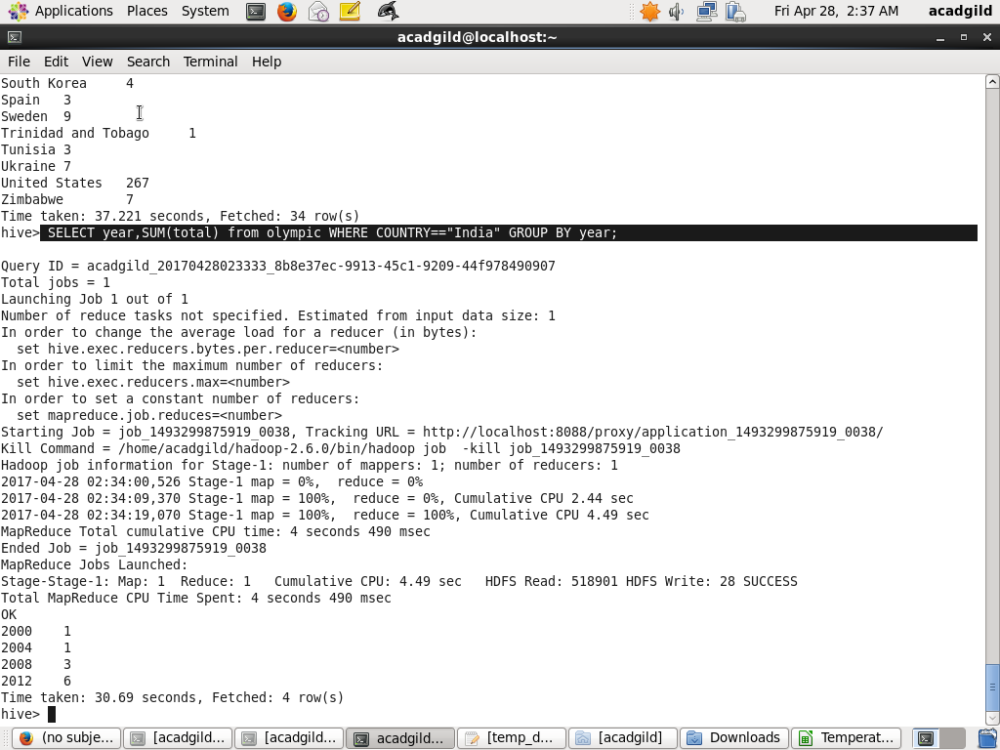 Applications Places System Fri Apr 28, 2:37 AM acadgild
acadgild@localhost:~
File Edit View Search Terminal Help
South Korea 4
Spain 3
Sweden 9
Trinidad and Tobago 1
Tunisia 3
Ukraine 7
United States 267
Zimbabwe 7
Time taken: 37.221 seconds, Fetched: 34 row(s)
hive> SELECT year,SUM(total) from olympic WHERE COUNTRY=="India" GROUP BY year;
Query ID = acadgild_20170428023333_8b8e37ec-9913-45c1-9209-44f978490907
Total jobs = 1
Launching Job 1 out of 1
Number of reduce tasks not specified. Estimated from input data size: 1
In order to change the average load for a reducer (in bytes):
set hive.exec.reducers.bytes.per.reducer=<number>
In order to limit the maximum number of reducers:
set hive.exec.reducers.max=<number>
In order to set a constant number of reducers:
set mapreduce.job.reduces=<number>
Starting Job = job_1493299875919_0038, Tracking URL = http://localhost:8088/proxy/application_1493299875919_0038/
Kill Command = /home/acadgild/hadoop-2.6.0/bin/hadoop job  -kill job_1493299875919_0038
Hadoop job information for Stage-1: number of mappers: 1; number of reducers: 1
2017-04-28 02:34:00,526 Stage-1 map = 0%,  reduce = 0%
2017-04-28 02:34:09,370 Stage-1 map = 100%,  reduce = 0%, Cumulative CPU 2.44 sec
2017-04-28 02:34:19,070 Stage-1 map = 100%,  reduce = 100%, Cumulative CPU 4.49 sec
MapReduce Total cumulative CPU time: 4 seconds 490 msec
Ended Job = job_1493299875919_0038
MapReduce Jobs Launched:
Stage-Stage-1: Map: 1  Reduce: 1   Cumulative CPU: 4.49 sec   HDFS Read: 518901 HDFS Write: 28 SUCCESS
Total MapReduce CPU Time Spent: 4 seconds 490 msec
OK
2000 1
2004 1
2008 3
2012 6
Time taken: 30.69 seconds, Fetched: 4 row(s)
hive>
(no subje... [acadgild... [acadgild... acadgild... [temp_d... [acadgild] Downloads Temperat...